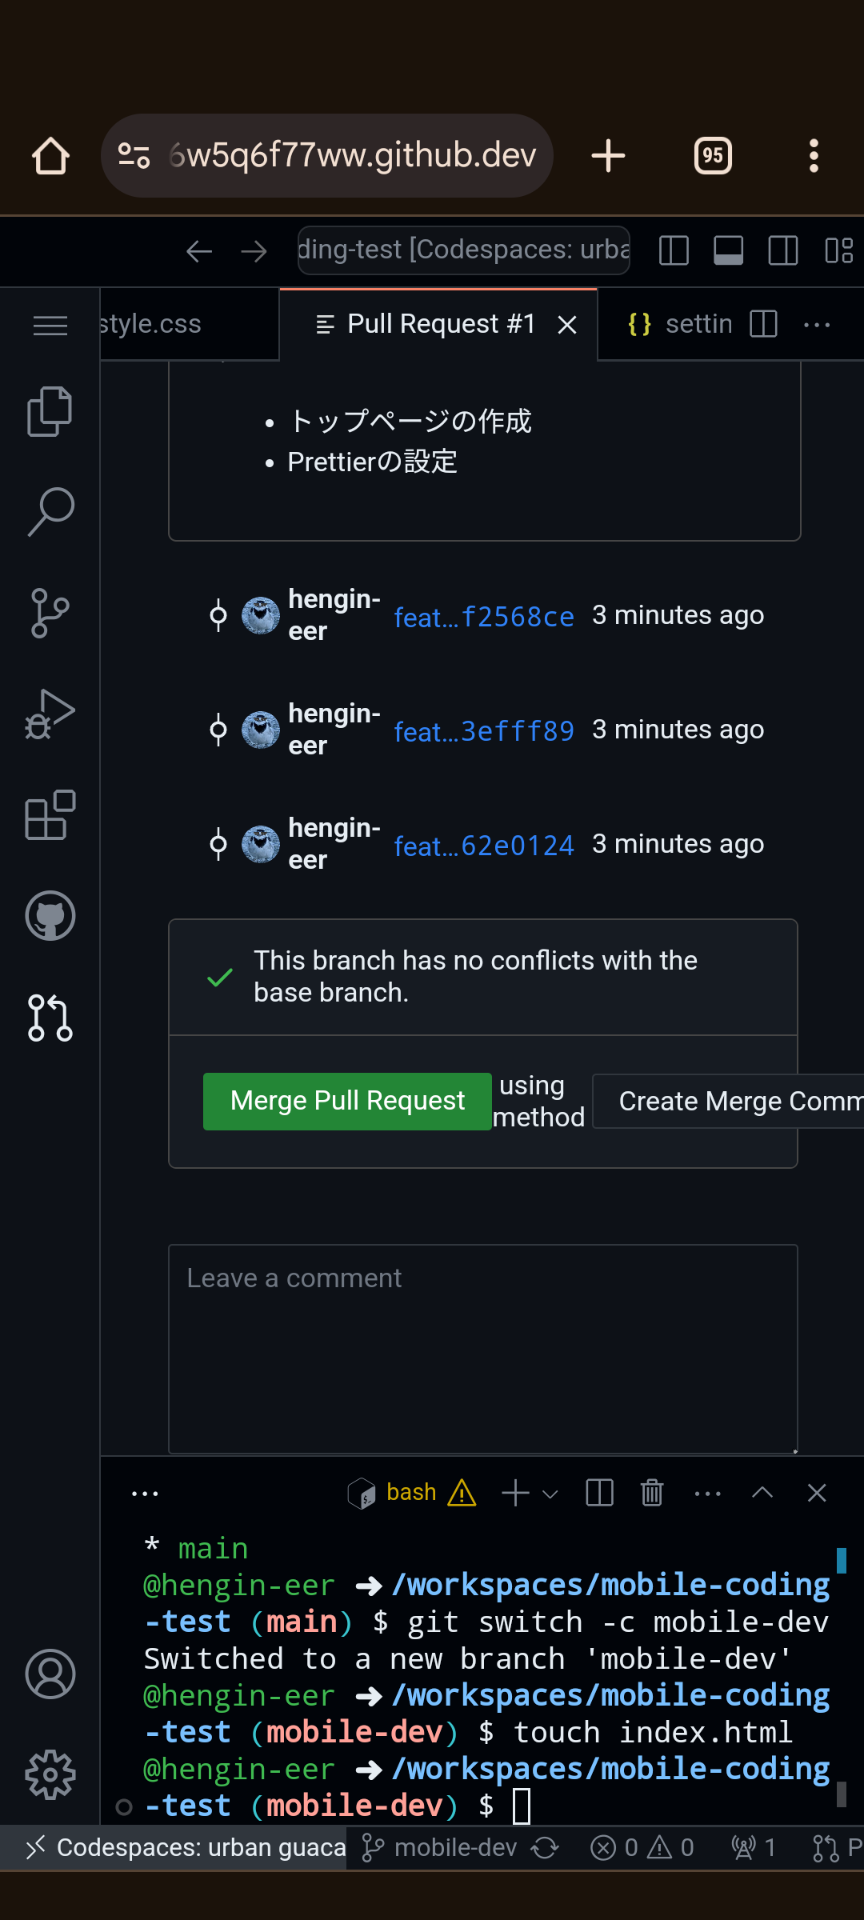 6w5q6f77ww.github.dev
95
ding-test [Codespaces: urba
style.css
Pull Request #1
{} settin
トップページの作成
Prettierの設定
hengin-
eer
feat...f2568ce 3 minutes ago
hengin-
eer
feat...3efff89 3 minutes ago
hengin-
eer
feat...62e0124 3 minutes ago
This branch has no conflicts with the
base branch.
Merge Pull Request
using
method
Create Merge Comm
Leave a comment
bash
* main
@hengin-eer ➜ /workspaces/mobile-coding
-test (main) $ git switch -c mobile-dev
Switched to a new branch 'mobile-dev'
@hengin-eer ➜ /workspaces/mobile-coding
-test (mobile-dev) $ touch index.html
@hengin-eer ➜ /workspaces/mobile-coding
-test (mobile-dev) $
Codespaces: urban guaca mobile-dev 0 0 1 P